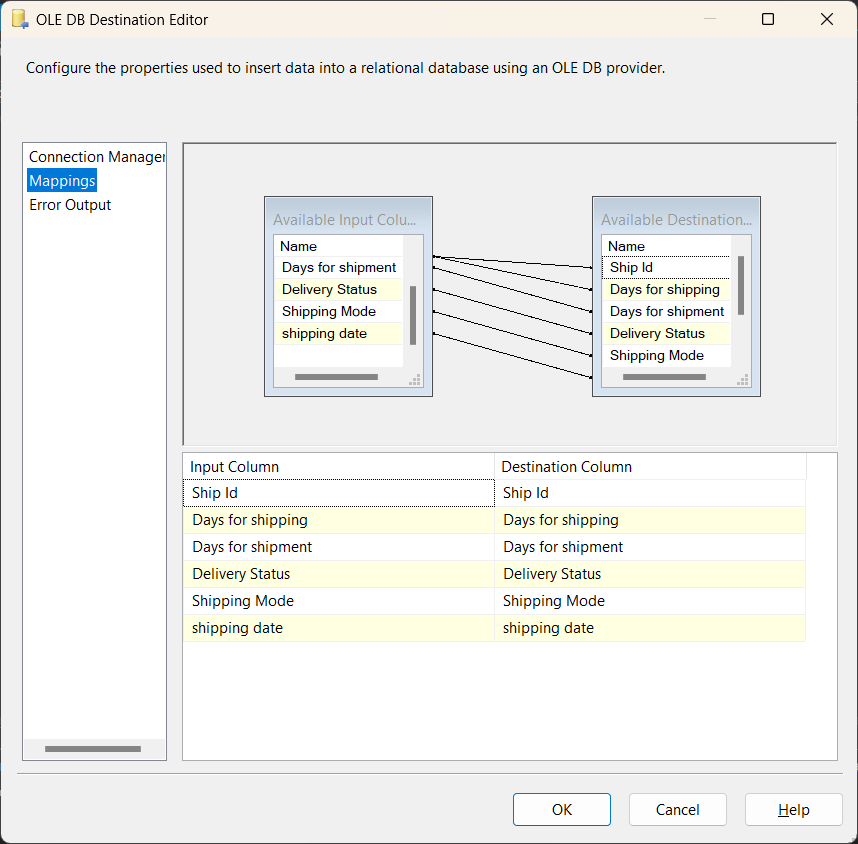 OLE DB Destination Editor
Configure the properties used to insert data into a relational database using an OLE DB provider.
Connection Manager
Mappings
Error Output
Available Input Colu...
Name
Days for shipment
Delivery Status
Shipping Mode
shipping date
Available Destination...
Name
Ship Id
Days for shipping
Days for shipment
Delivery Status
Shipping Mode
Input Column Destination Column
Ship Id Ship Id
Days for shipping Days for shipping
Days for shipment Days for shipment
Delivery Status Delivery Status
Shipping Mode Shipping Mode
shipping date shipping date
OK Cancel Help